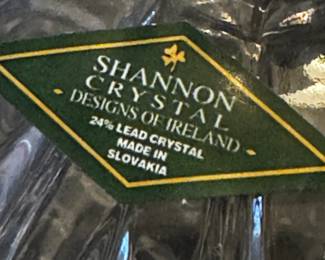 SHANNON
CRYSTAL
DESIGNS OF IRELAND
24% LEAD CRYSTAL
MADE IN
SLOVAKIA